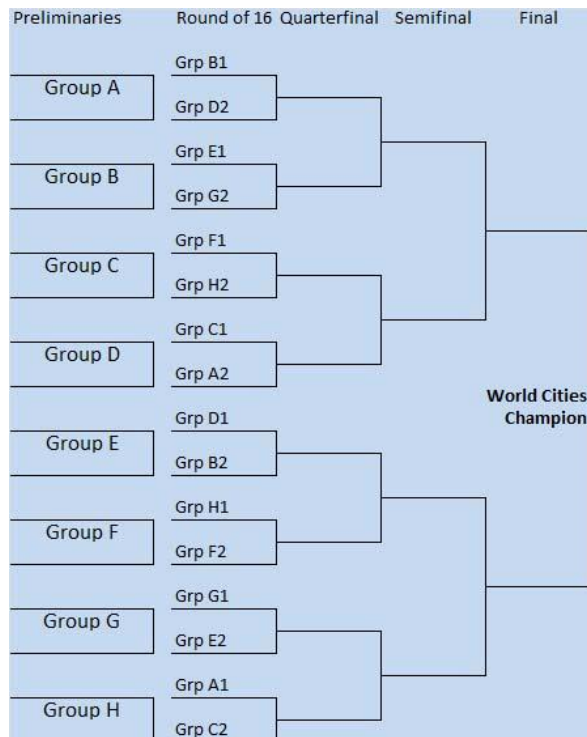 Preliminaries Round of 16 Quarterfinal Semifinal Final
Grp B1
Group A
Grp D2
Grp E1
Group B
Grp G2
Grp F1
Group C
Grp H2
Grp C1
Group D
Grp A2
World Cities
Champion
Grp D1
Group E
Grp B2
Grp H1
Group F
Grp F2
Grp G1
Group G
Grp E2
Grp A1
Group H
Grp C2